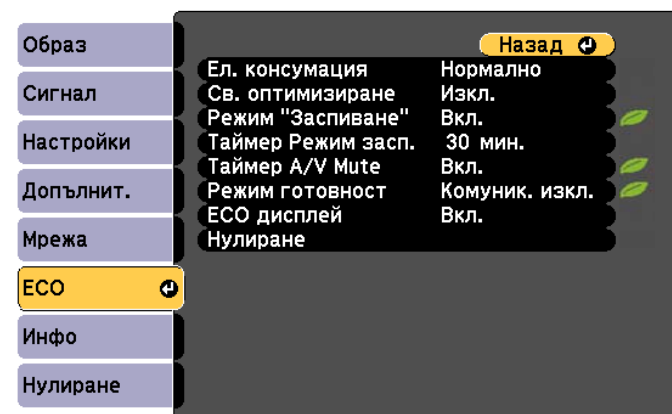 Образ
Сигнал
Настройки
Допълнит.
Мрежа
ECO
Инфо
Нулиране
Назад
Ел. консумация Нормално
Св. оптимизиране Изкл.
Режим "Заспиване" Вкл.
Таймер Режим засп. 30 мин.
Таймер A/V Mute Вкл.
Режим готовност Комуник. изкл.
ECO дисплей Вкл.
Нулиране